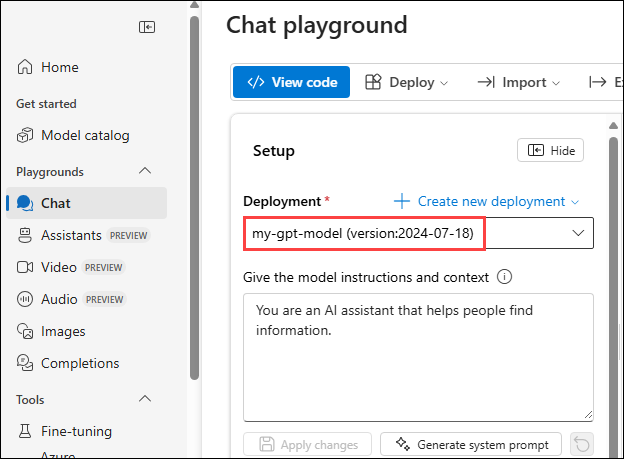 Home
Get started
Model catalog
Playgrounds
Chat
Assistants PREVIEW
Video PREVIEW
Audio PREVIEW
Images
Completions
Tools
Fine-tuning
Azure
Chat playground
View code
Deploy
Import
Setup
Hide
Deployment *
Create new deployment
my-gpt-model (version:2024-07-18)
Give the model instructions and context
You are an AI assistant that helps people find
information.
Apply changes
Generate system prompt